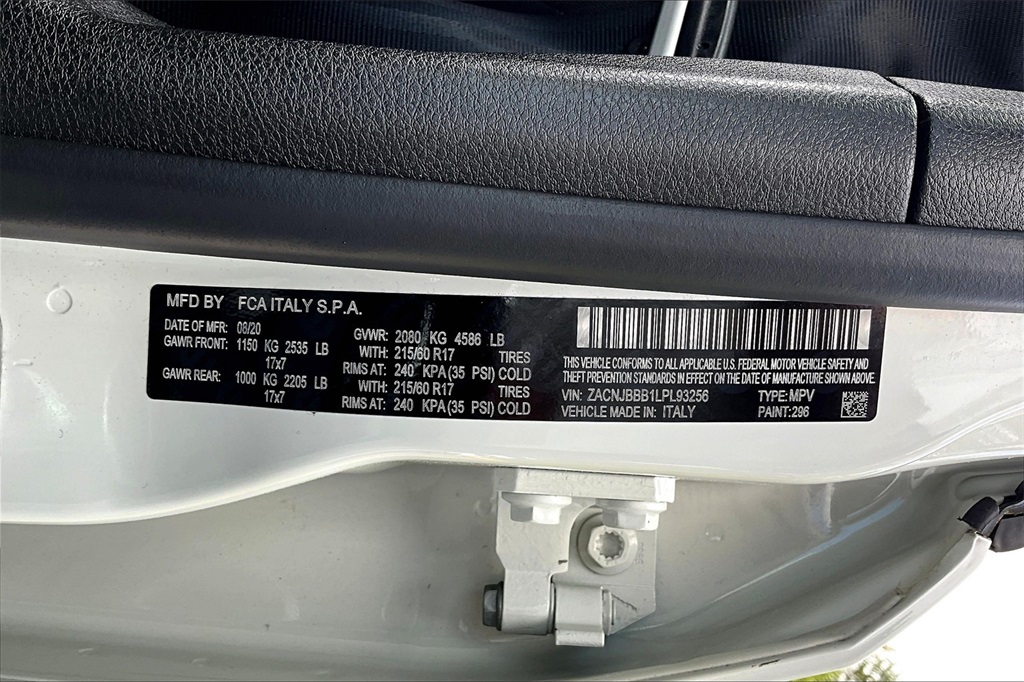 MFD BY FCA ITALY S.P.A.
DATE OF MFR: 08/20 GVWR: 2080 KG 4586 LB
GAWR FRONT: 1150 KG 2535 LB WITH: 215/60 R17 TIRES
17x7 RIMS AT: 240 KPA (35 PSI) COLD
GAWR REAR: 1000 KG 2205 LB WITH: 215/60 R17 TIRES
17x7 RIMS AT: 240 KPA (35 PSI) COLD
THIS VEHICLE CONFORMS TO ALL APPLICABLE U.S. FEDERAL MOTOR VEHICLE SAFETY AND
THEFT PREVENTION STANDARDS IN EFFECT ON THE DATE OF MANUFACTURE SHOWN ABOVE.
VIN: ZACNJBBB1LPL93256 TYPE: MPV
VEHICLE MADE IN: ITALY PAINT: 296